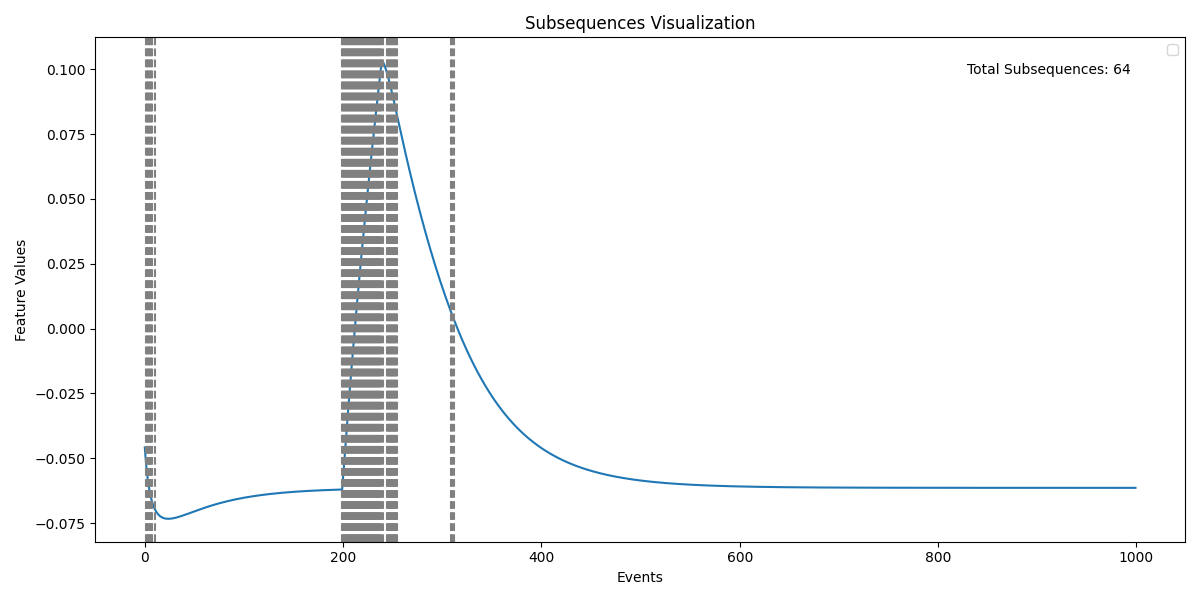 Subsequences Visualization
Total Subsequences: 64
0.100
0.075
0.050
0.025
0.000
−0.025
−0.050
−0.075
Feature Values
0 200 400 600 800 1000
Events